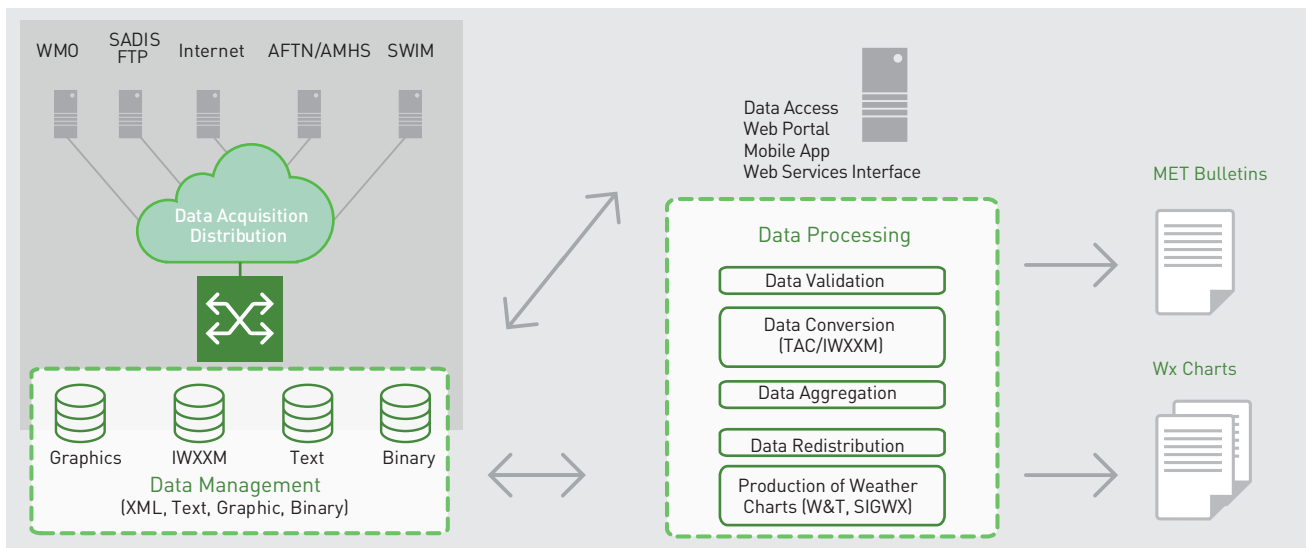 WMO
SADIS
FTP
Internet
AFTN/AMHS
SWIM
Data Acquisition
Distribution
Graphics
IWXXM
Text
Binary
Data Management
(XML, Text, Graphic, Binary)
Data Access
Web Portal
Mobile App
Web Services Interface
Data Processing
Data Validation
Data Conversion
(TAC/IWXXM)
Data Aggregation
Data Redistribution
Production of Weather
Charts (W&T, SIGWX)
MET Bulletins
Wx Charts